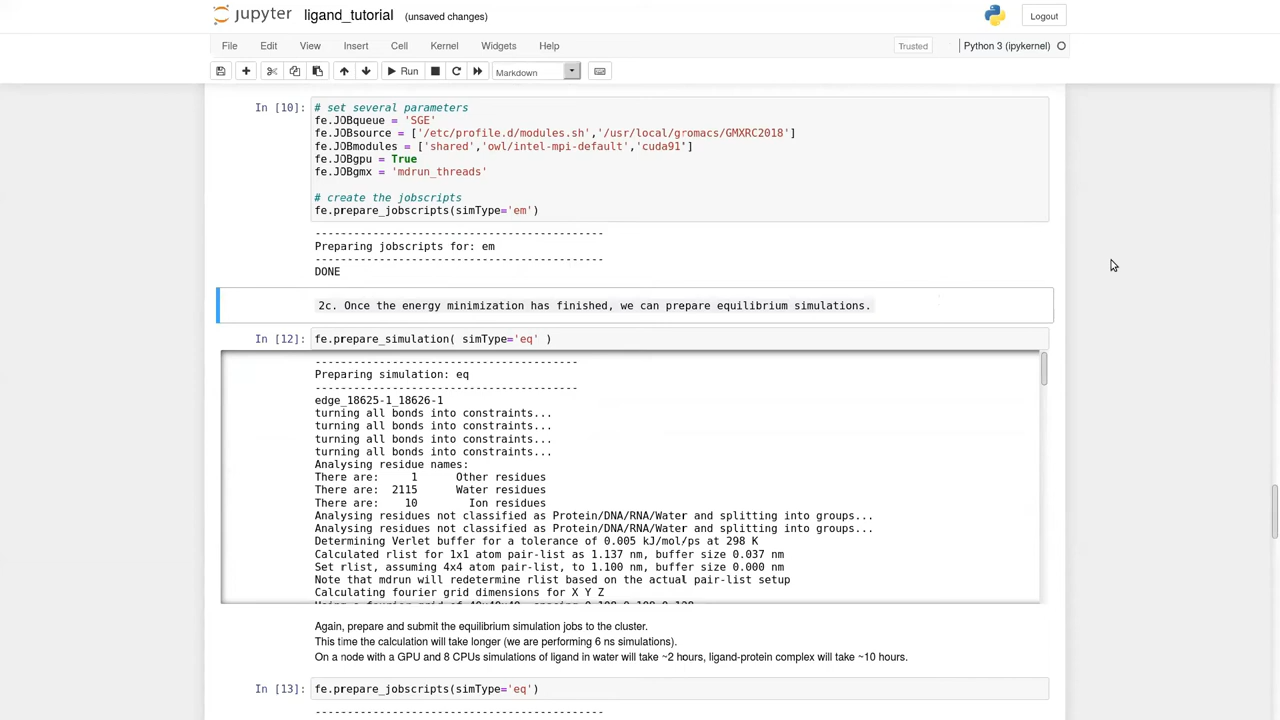 jupyter ligand_tutorial (unsaved changes) Logout
File Edit View Insert Cell Kernel Widgets Help Trusted Python 3 (ipykernel)
Run Markdown
In [10]: # set several parameters
fe.JOBqueue = 'SGE'
fe.JOBsource = ['/etc/profile.d/modules.sh','/usr/local/gromacs/GMXRC2018']
fe.JOBmodules = ['shared','owl/intel-mpi-default','cuda91']
fe.JOBgpu = True
fe.JOBgmx = 'mdrun_threads'
# create the jobscripts
fe.prepare_jobscripts(simType='em')
---------------------------------------------
Preparing jobscripts for: em
---------------------------------------------
DONE
2c. Once the energy minimization has finished, we can prepare equilibrium simulations.
In [12]: fe.prepare_simulation( simType='eq' )
-----------------------------------------
Preparing simulation: eq
-----------------------------------------
edge_18625-1_18626-1
turning all bonds into constraints...
turning all bonds into constraints...
turning all bonds into constraints...
turning all bonds into constraints...
Analysing residue names:
There are: 1 Other residues
There are: 2115 Water residues
There are: 10 Ion residues
Analysing residues not classified as Protein/DNA/RNA/Water and splitting into groups...
Analysing residues not classified as Protein/DNA/RNA/Water and splitting into groups...
Determining Verlet buffer for a tolerance of 0.005 kJ/mol/ps at 298 K
Calculated rlist for 1x1 atom pair-list as 1.137 nm, buffer size 0.037 nm
Set rlist, assuming 4x4 atom pair-list, to 1.100 nm, buffer size 0.000 nm
Note that mdrun will redetermine rlist based on the actual pair-list setup
Calculating fourier grid dimensions for X Y Z
Again, prepare and submit the equilibrium simulation jobs to the cluster.
This time the calculation will take longer (we are performing 6 ns simulations).
On a node with a GPU and 8 CPUs simulations of ligand in water will take ~2 hours, ligand-protein complex will take ~10 hours.
In [13]: fe.prepare_jobscripts(simType='eq')
---------------------------------------------